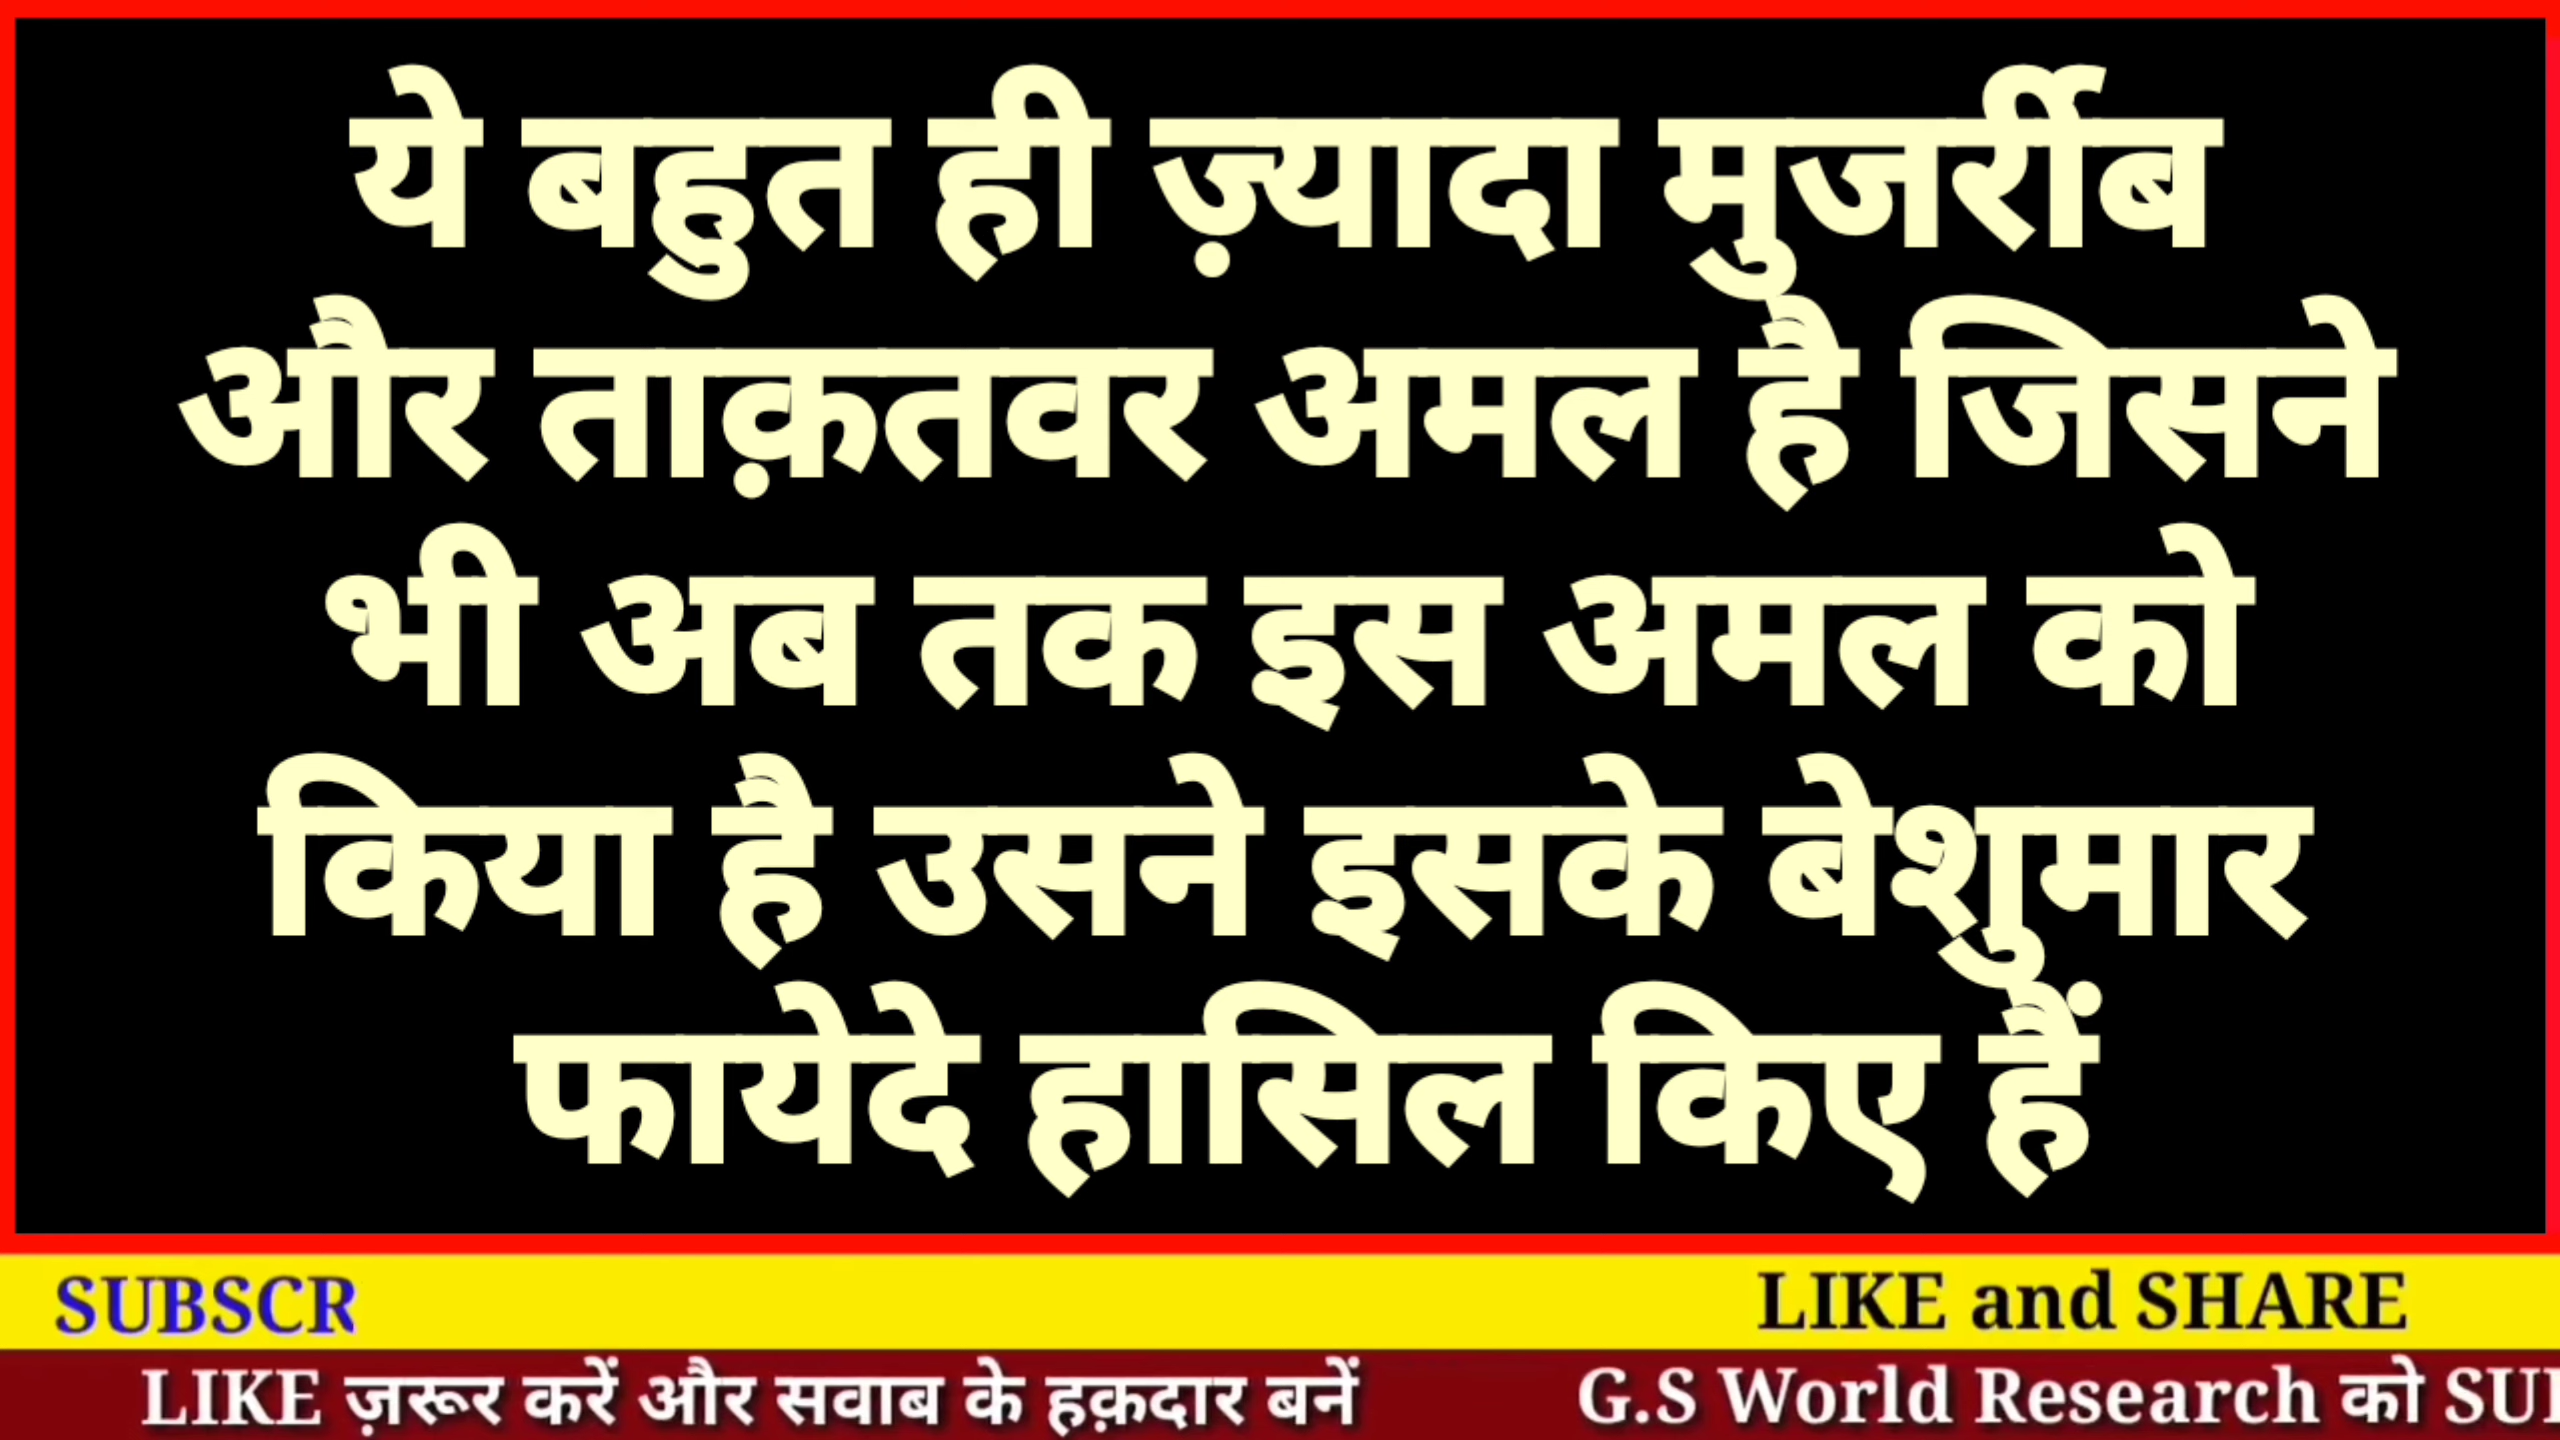 ये बहुत ही ज़्यादा मुजर्रीब
और ताक़तवर अमल है जिसने
भी अब तक इस अमल को
किया है उसने इसके बेशुमार
फायेदे हासिल किए हैं
SUBSCR LIKE and SHARE
LIKE ज़रूर करें और सवाब के हक़दार बनें G.S World Research को